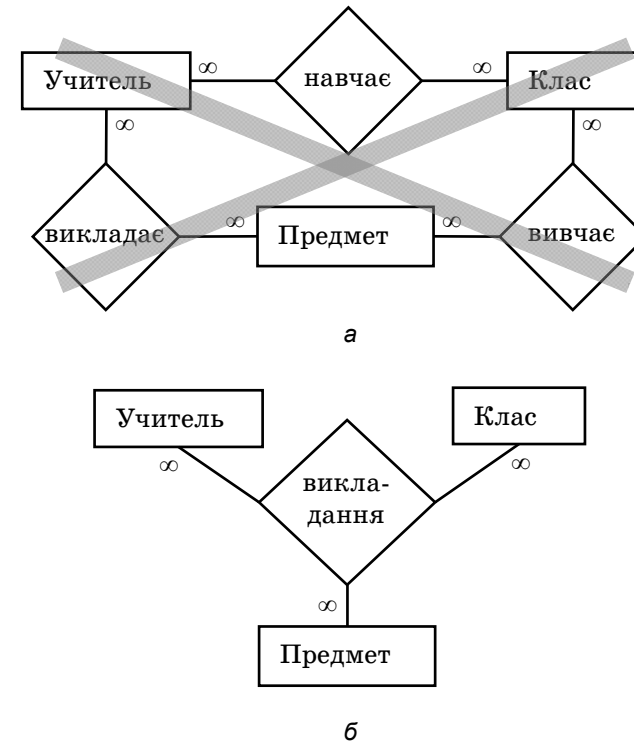 Учитель ∞ навчає ∞ Клас
∞ ∞
викладає ∞ Предмет ∞ вивчає
а
Учитель Клас
∞ ∞
викла-
дання
∞
Предмет
б